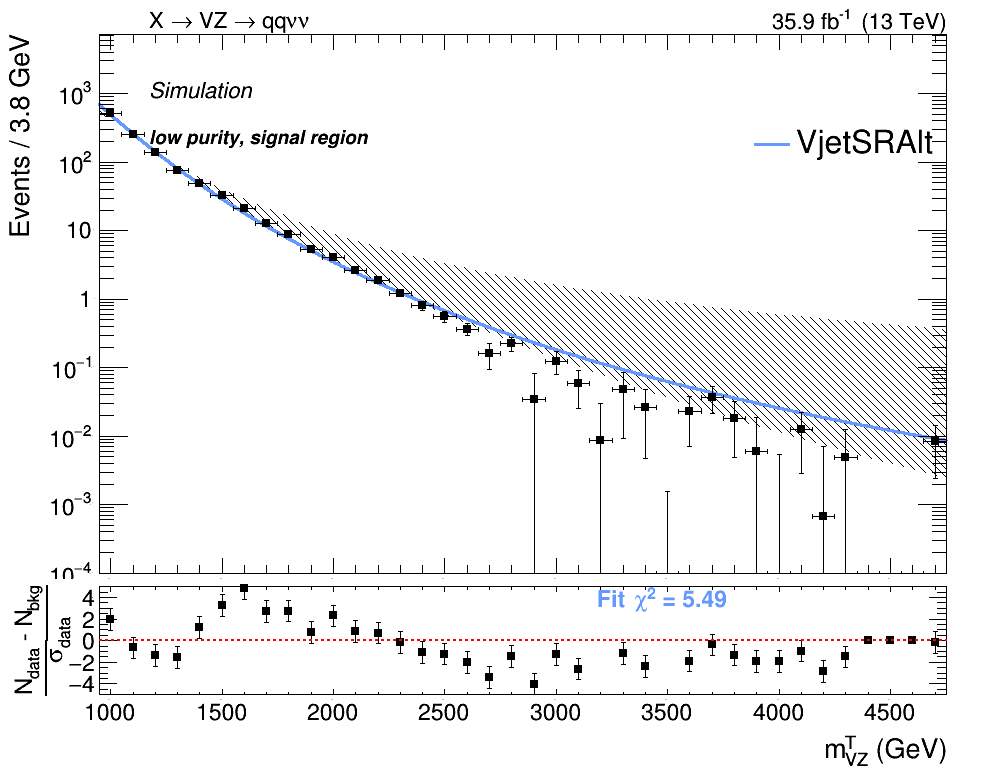 X → VZ → qqνν
35.9 fb⁻¹ (13 TeV)
Events / 3.8 GeV
Simulation
low purity, signal region
VjetSRAlt
10³
10²
10
1
10⁻¹
10⁻²
10⁻³
10⁻⁴
Fit χ² = 5.49
N_data - N_bkg
σ_data
4
2
0
−2
−4
1000 1500 2000 2500 3000 3500 4000 4500
m^T_VZ (GeV)